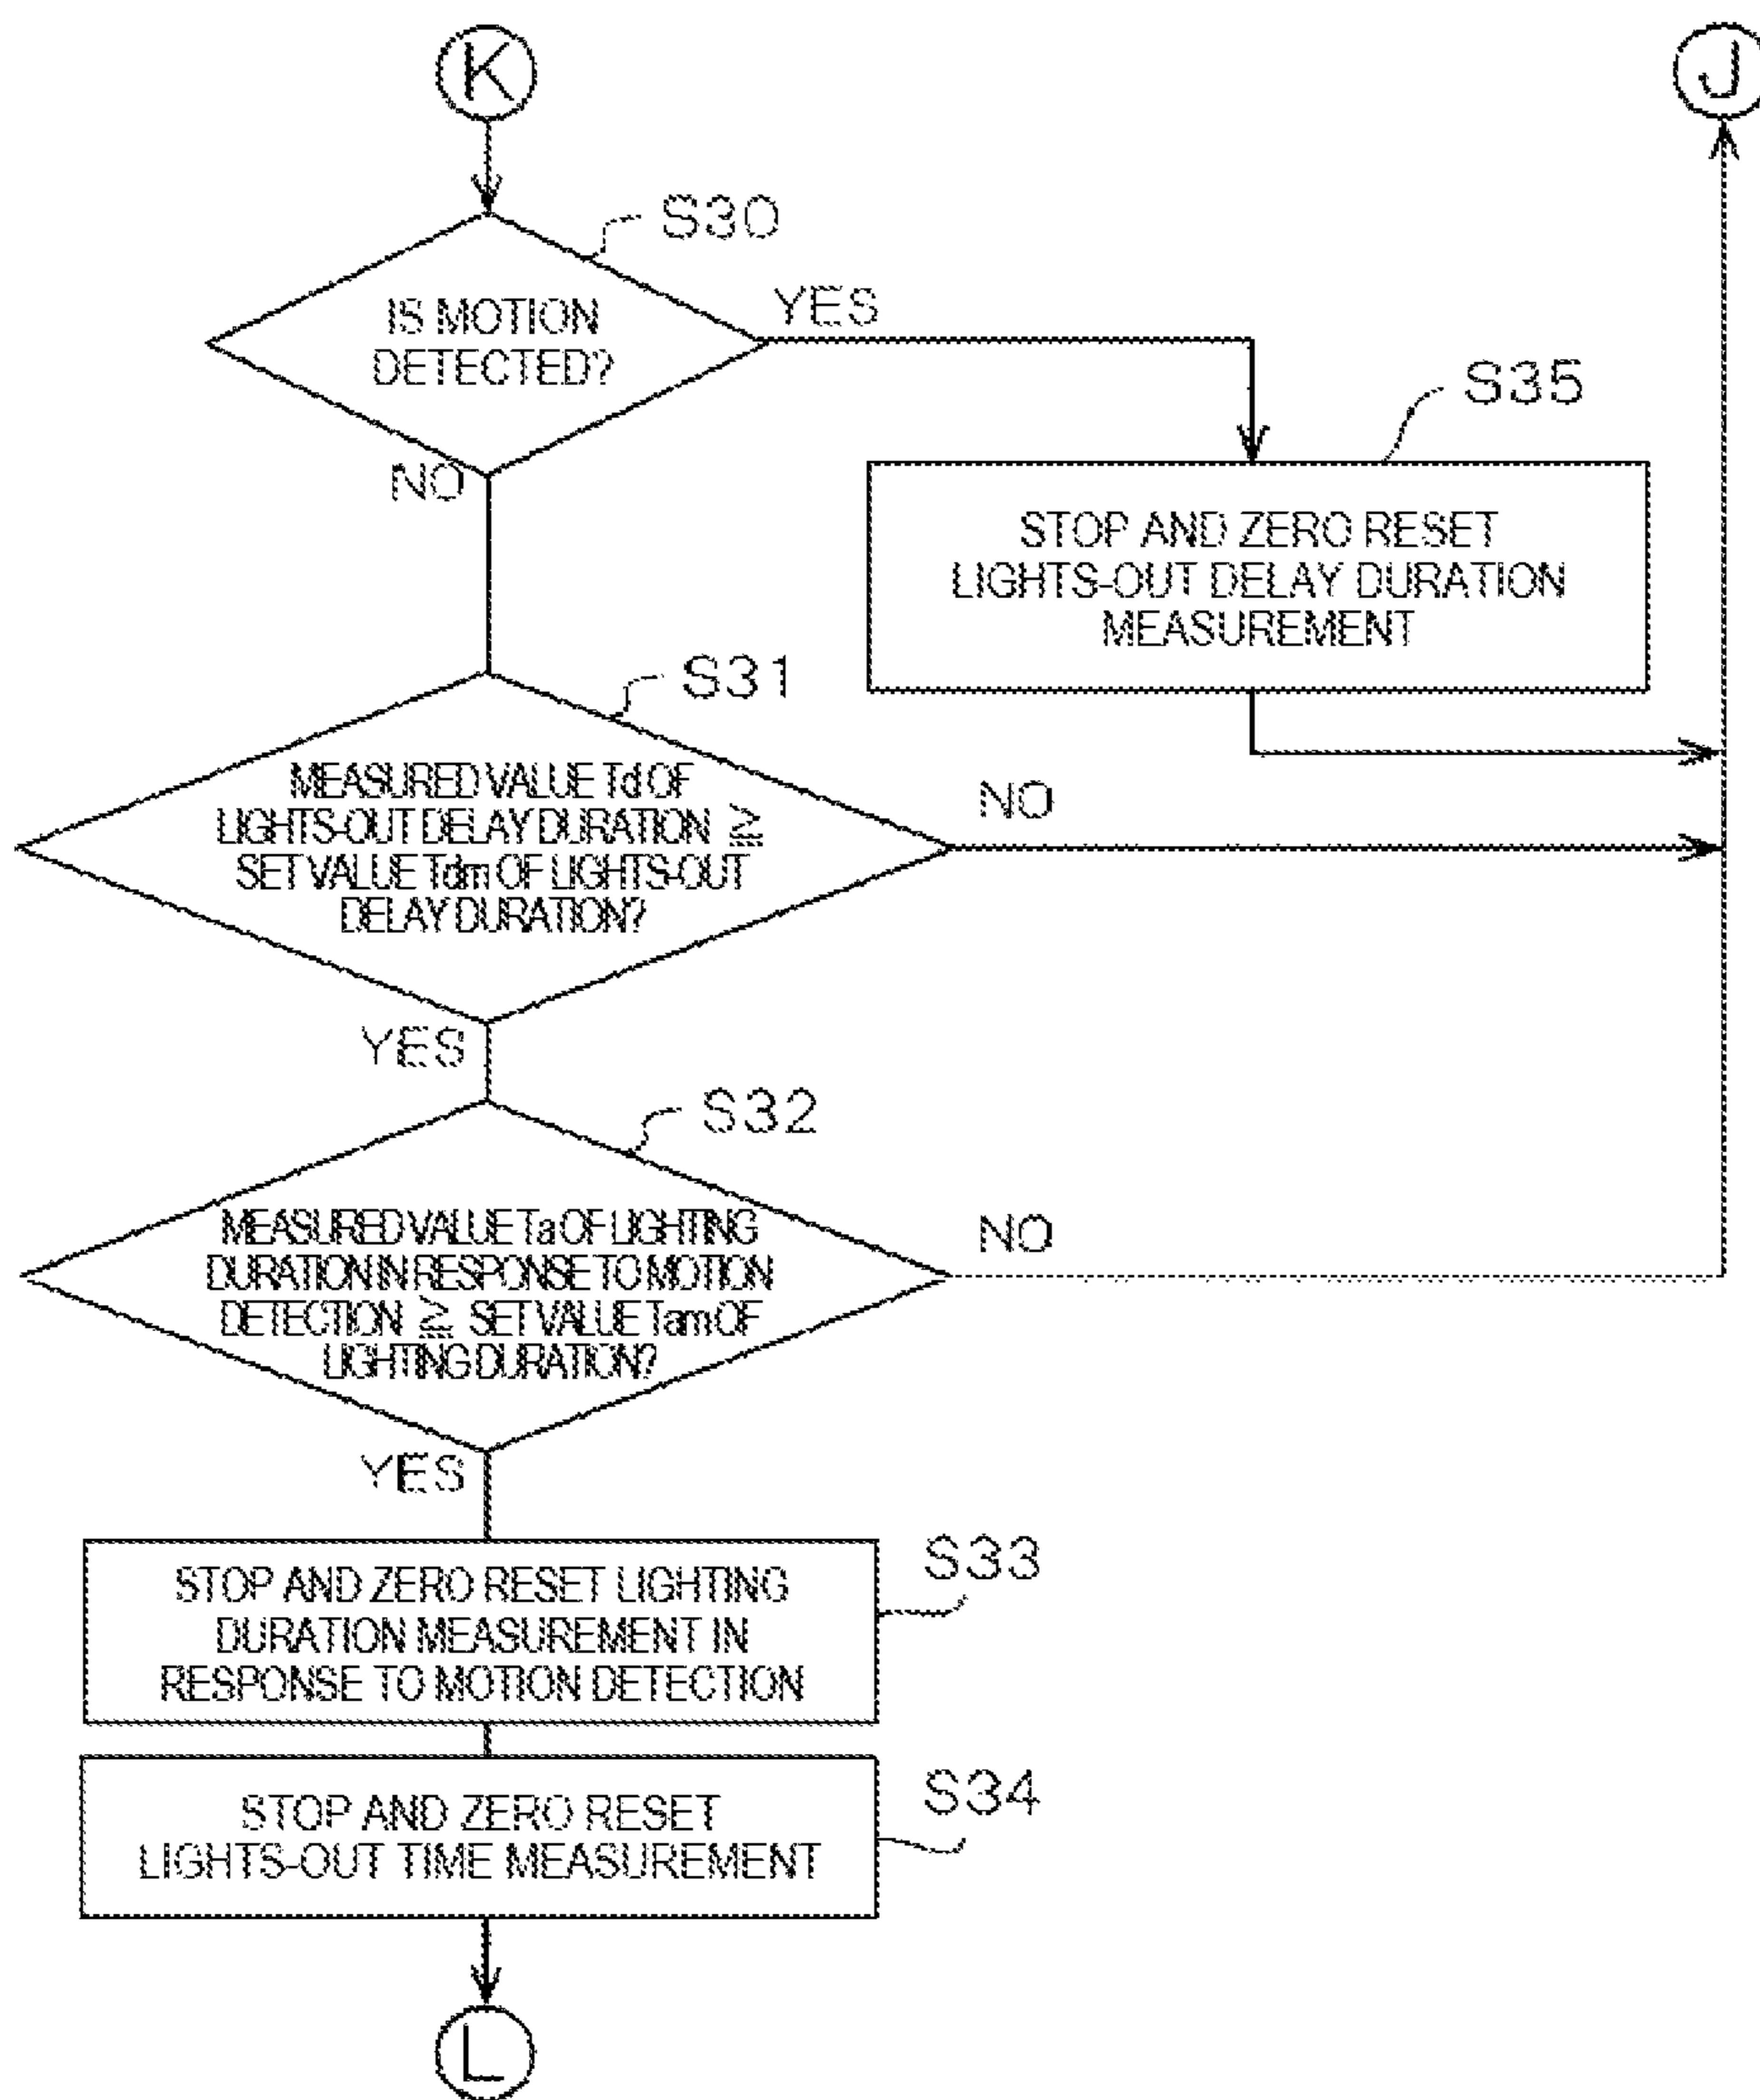 K
J
S30
IS MOTION
DETECTED?
YES
NO
S35
STOP AND ZERO RESET
LIGHTS-OUT DELAY DURATION
MEASUREMENT
S31
MEASURED VALUE Td OF
LIGHTS-OUT DELAY DURATION ≧
SET VALUE Tdm OF LIGHTS-OUT
DELAY DURATION?
NO
YES
S32
MEASURED VALUE Ta OF LIGHTING
DURATION IN RESPONSE TO MOTION
DETECTION ≧ SET VALUE Tam OF
LIGHTING DURATION?
NO
YES
S33
STOP AND ZERO RESET LIGHTING
DURATION MEASUREMENT IN
RESPONSE TO MOTION DETECTION
S34
STOP AND ZERO RESET
LIGHTS-OUT TIME MEASUREMENT
L